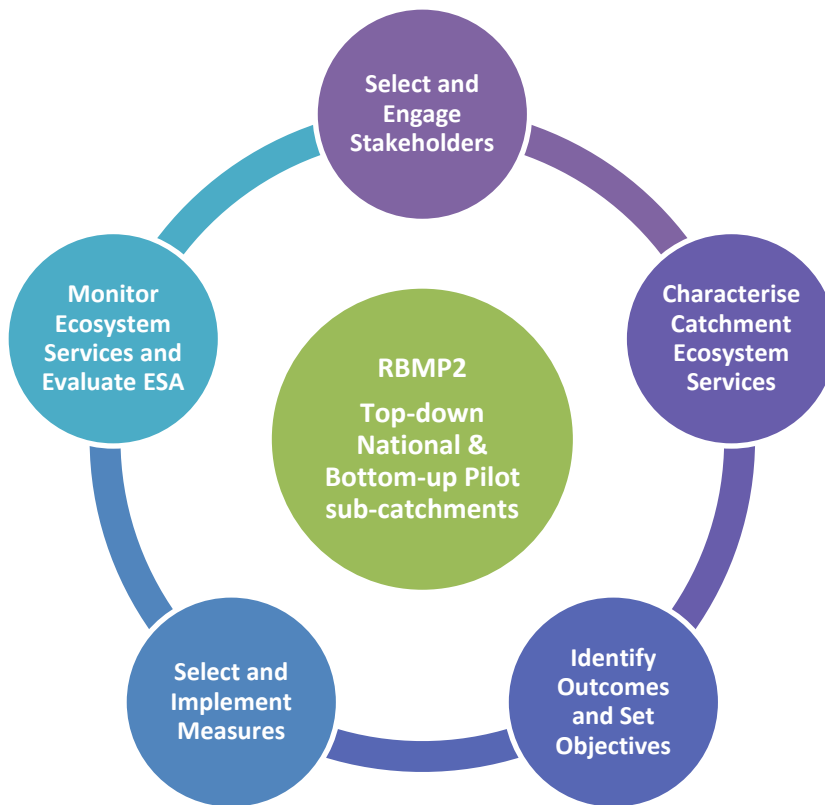 Select and
Engage
Stakeholders
Characterise
Catchment
Ecosystem
Services
Identify
Outcomes
and Set
Objectives
Select and
Implement
Measures
Monitor
Ecosystem
Services and
Evaluate ESA
RBMP2
Top-down
National &
Bottom-up Pilot
sub-catchments